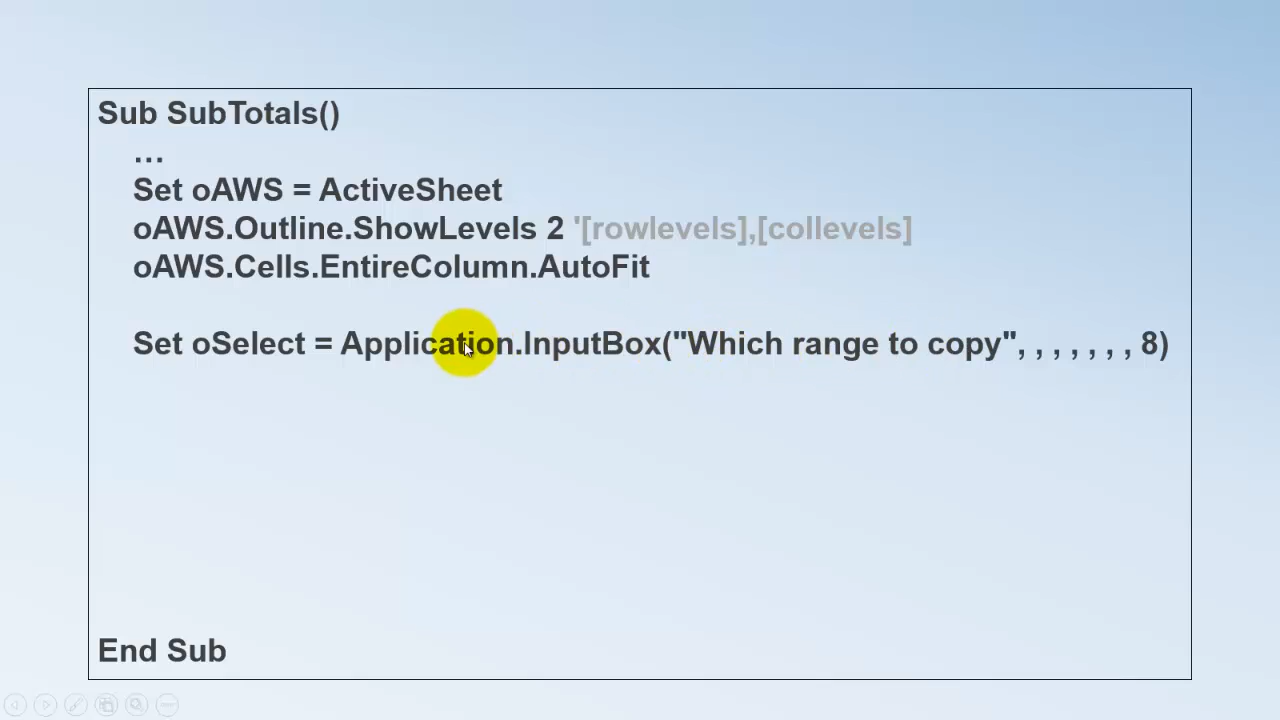 Sub SubTotals()
…
Set oAWS = ActiveSheet
oAWS.Outline.ShowLevels 2 '[rowlevels],[collevels]
oAWS.Cells.EntireColumn.AutoFit
Set oSelect = Application.InputBox("Which range to copy", , , , , , , 8)
End Sub